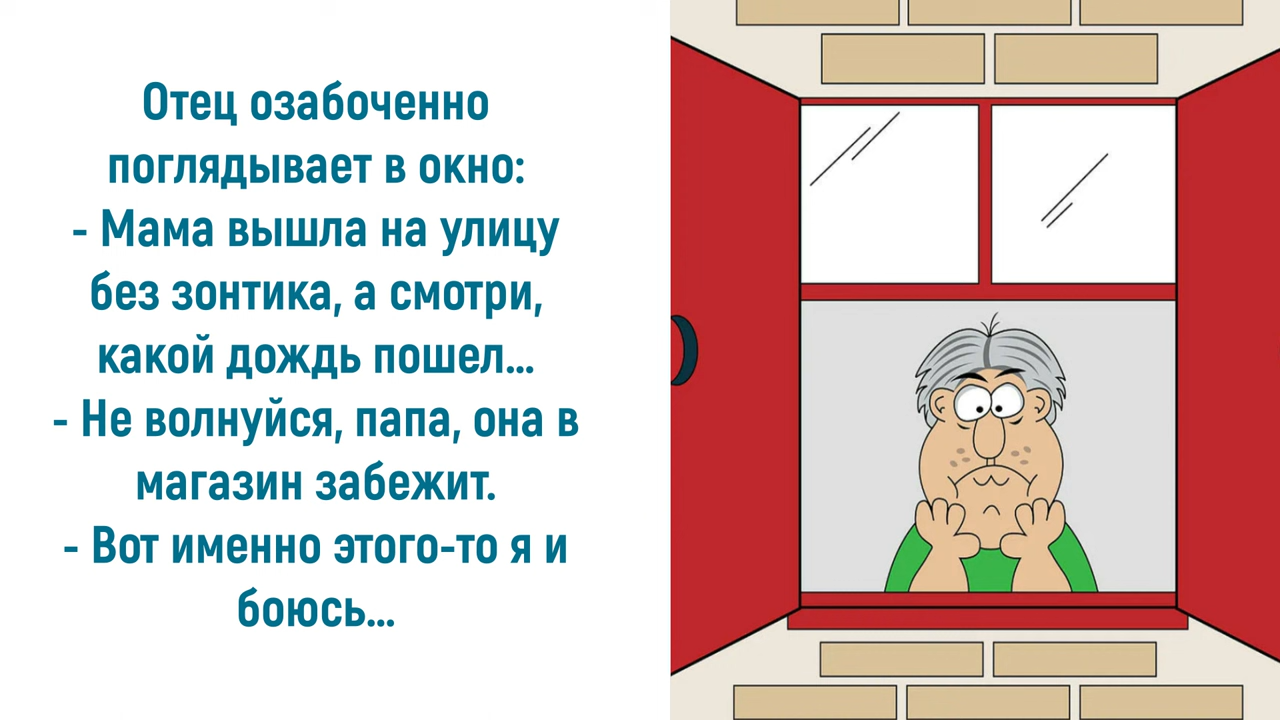 Отец озабоченно
поглядывает в окно:
- Мама вышла на улицу
без зонтика, а смотри,
какой дождь пошел...
- Не волнуйся, папа, она в
магазин забежит.
- Вот именно этого-то я и
боюсь...